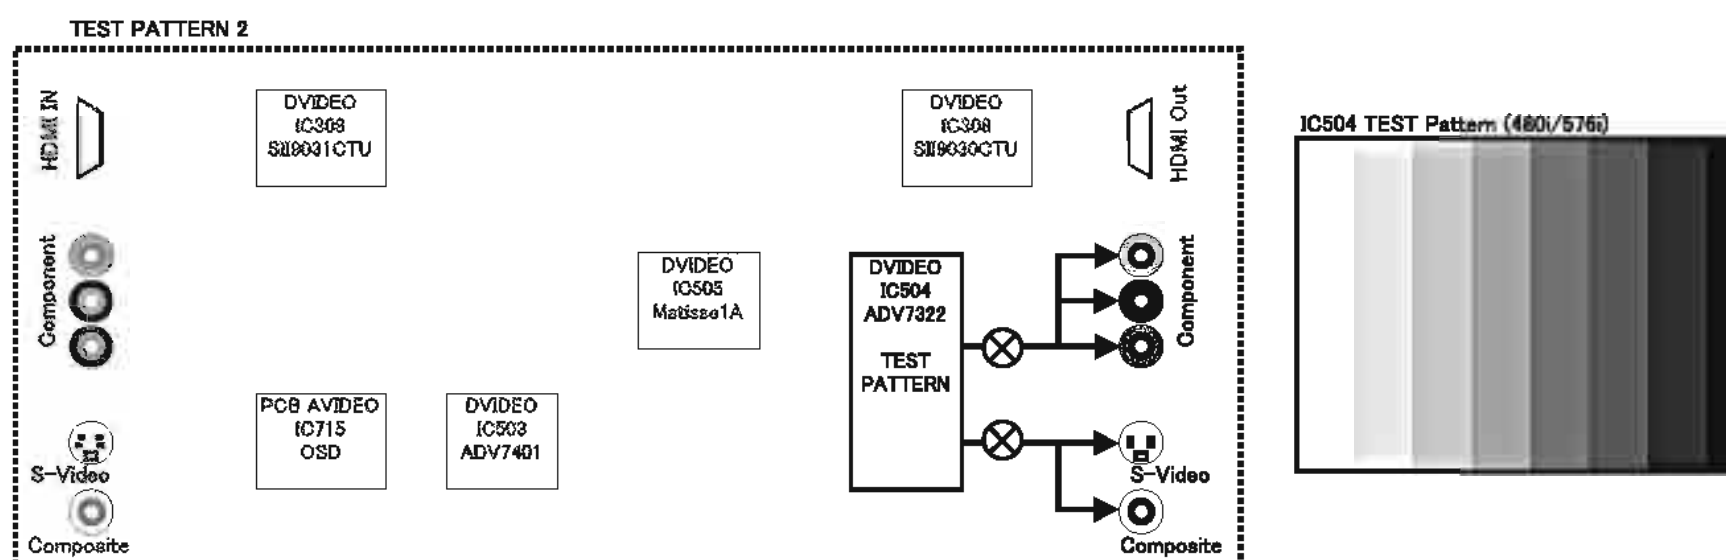 TEST PATTERN 2
HDMI IN
DVIDEO
IC308
SII9031CTU
DVIDEO
IC308
SII9030CTU
HDMI Out
IC504 TEST Pattern (480i/576i)
Component
DVIDEO
IC505
Matisse1A
DVIDEO
IC504
ADV7322
TEST
PATTERN
Component
PCB AVIDEO
IC715
OSD
DVIDEO
IC503
ADV7401
S-Video
S-Video
Composite
Composite